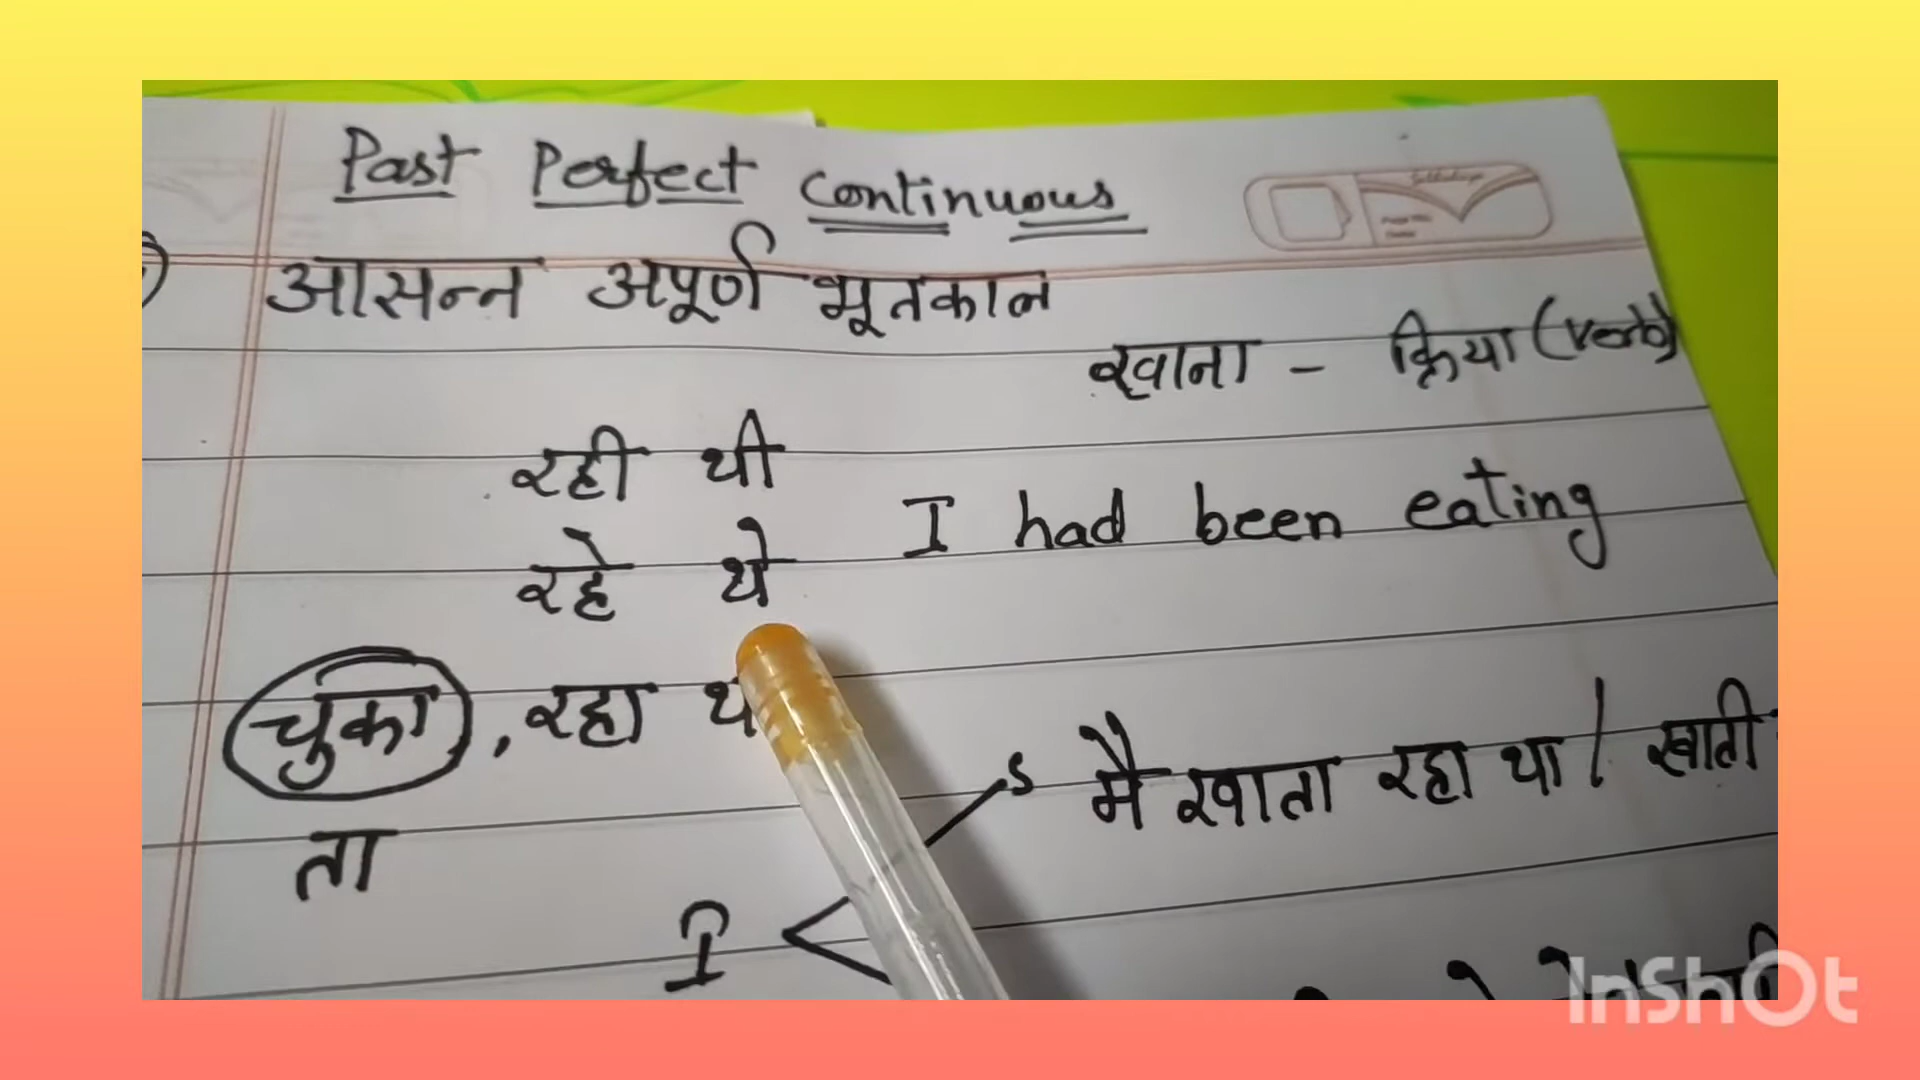 Past Perfect Continuous
आसन्न अपूर्ण भूतकाल
खाना - क्रिया (verb)
रही थी
रहे थे
I had been eating
चुका, रहा
ता
I
s मै खाता रहा था / खाती
InShOt